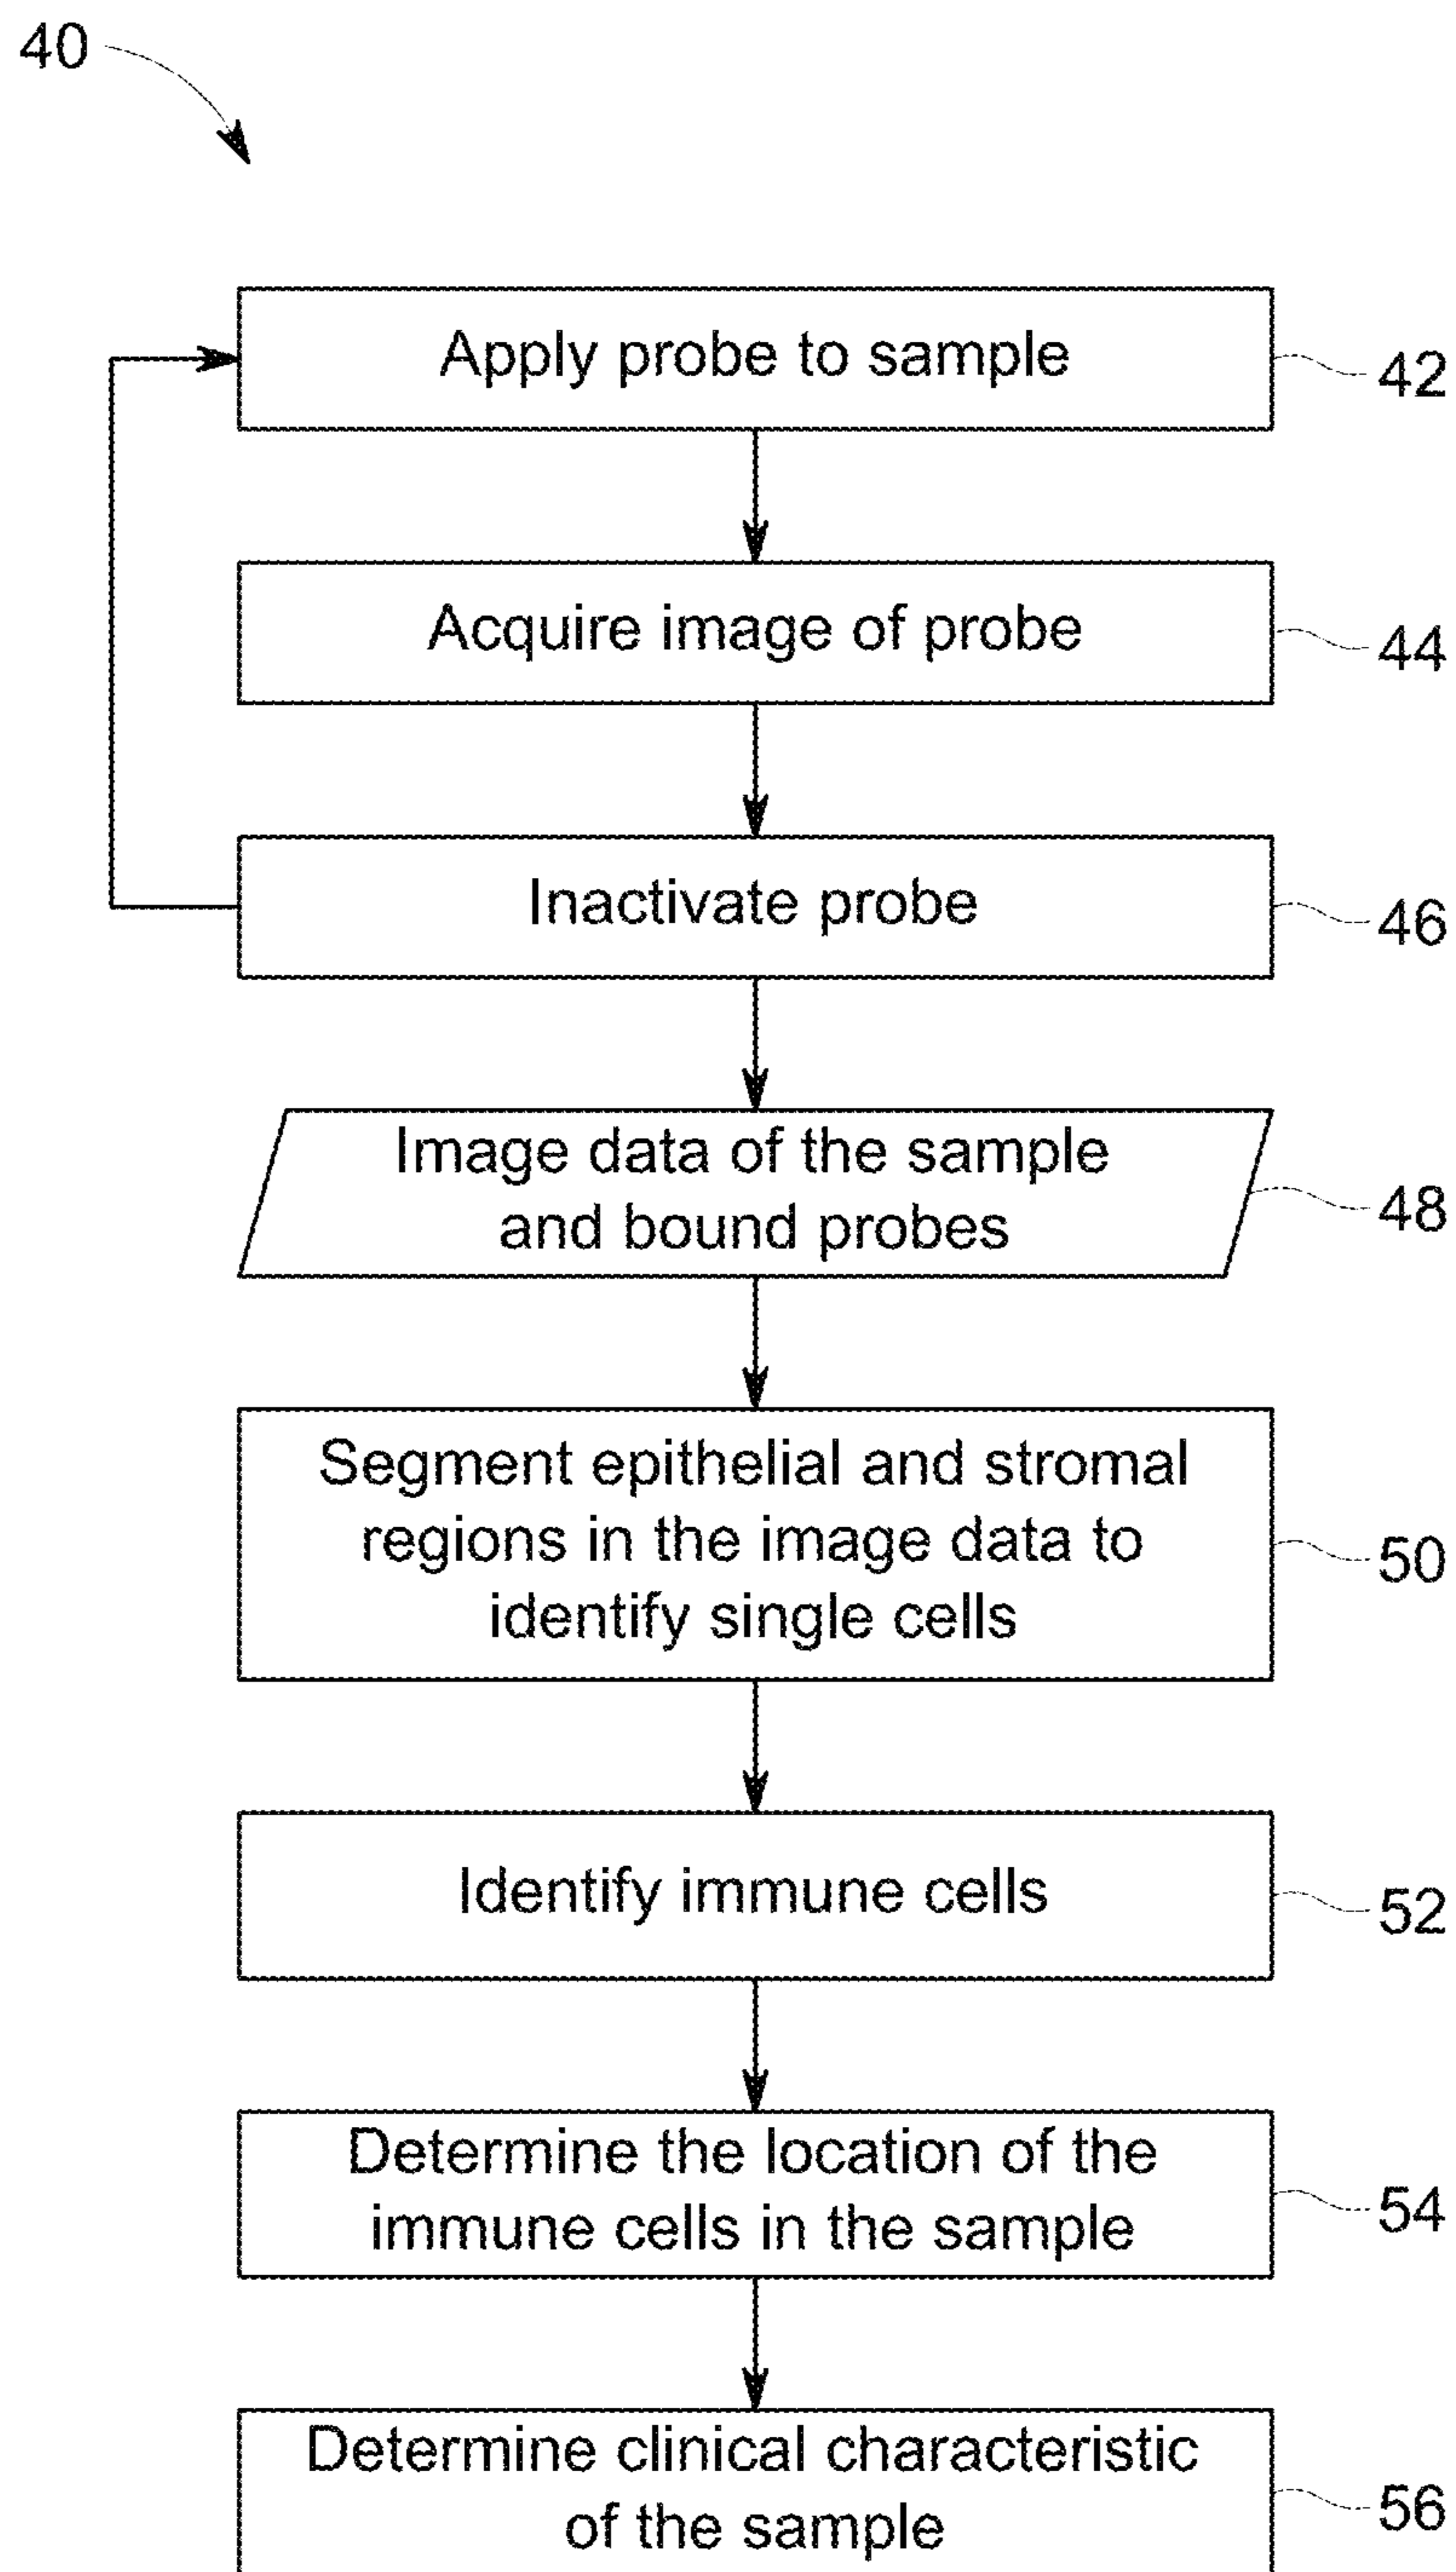 40
Apply probe to sample
42
Acquire image of probe
44
Inactivate probe
46
Image data of the sample
and bound probes
48
Segment epithelial and stromal
regions in the image data to
identify single cells
50
Identify immune cells
52
Determine the location of the
immune cells in the sample
54
Determine clinical characteristic
of the sample
56